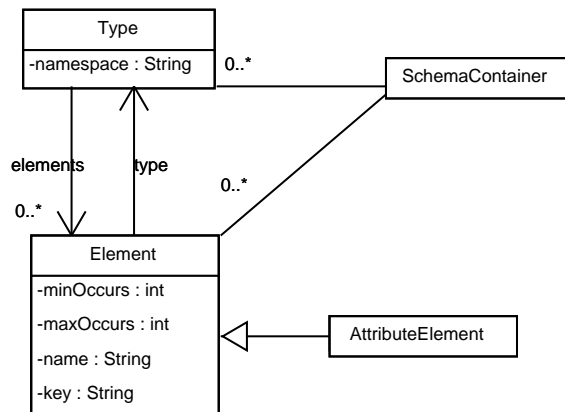 Type
-namespace : String
0..*
SchemaContainer
elements
type
0..*
0..*
Element
-minOccurs : int
-maxOccurs : int
-name : String
-key : String
AttributeElement